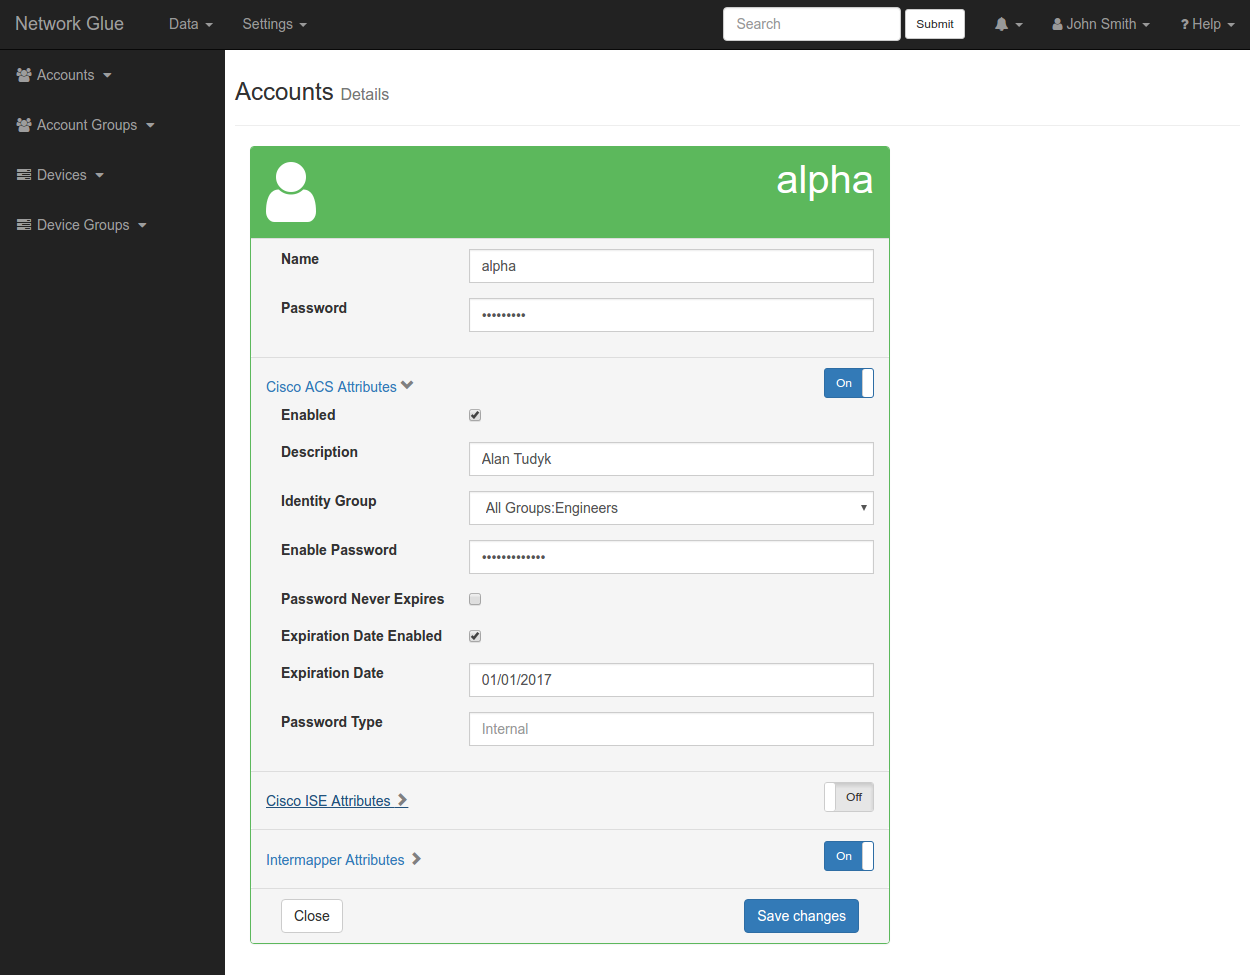 Network Glue Data Settings Search Submit John Smith ? Help
Accounts
Account Groups
Devices
Device Groups
Accounts Details
alpha
Name alpha
Password •••••••••
Cisco ACS Attributes On
Enabled
Description Alan Tudyk
Identity Group All Groups:Engineers
Enable Password •••••••••••••
Password Never Expires
Expiration Date Enabled
Expiration Date 01/01/2017
Password Type Internal
Cisco ISE Attributes Off
Intermapper Attributes On
Close Save changes